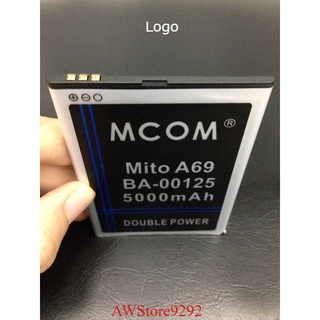 Logo
MCOM®
Mito A69
BA-00125
5000mAh
DOUBLE POWER
AWStore9292